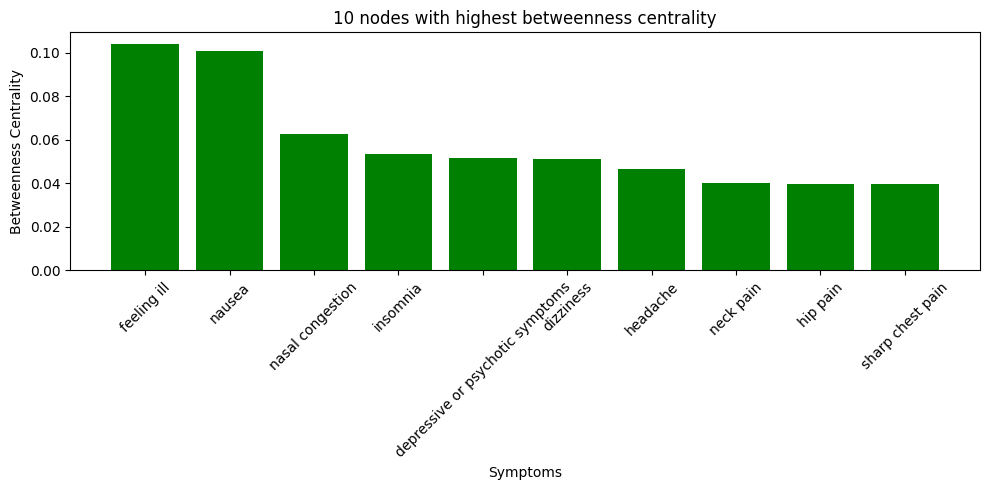 10 nodes with highest betweenness centrality
Betweenness Centrality
0.10
0.08
0.06
0.04
0.02
0.00
feeling ill
nausea
nasal congestion
insomnia
depressive or psychotic symptoms
dizziness
headache
neck pain
hip pain
sharp chest pain
Symptoms